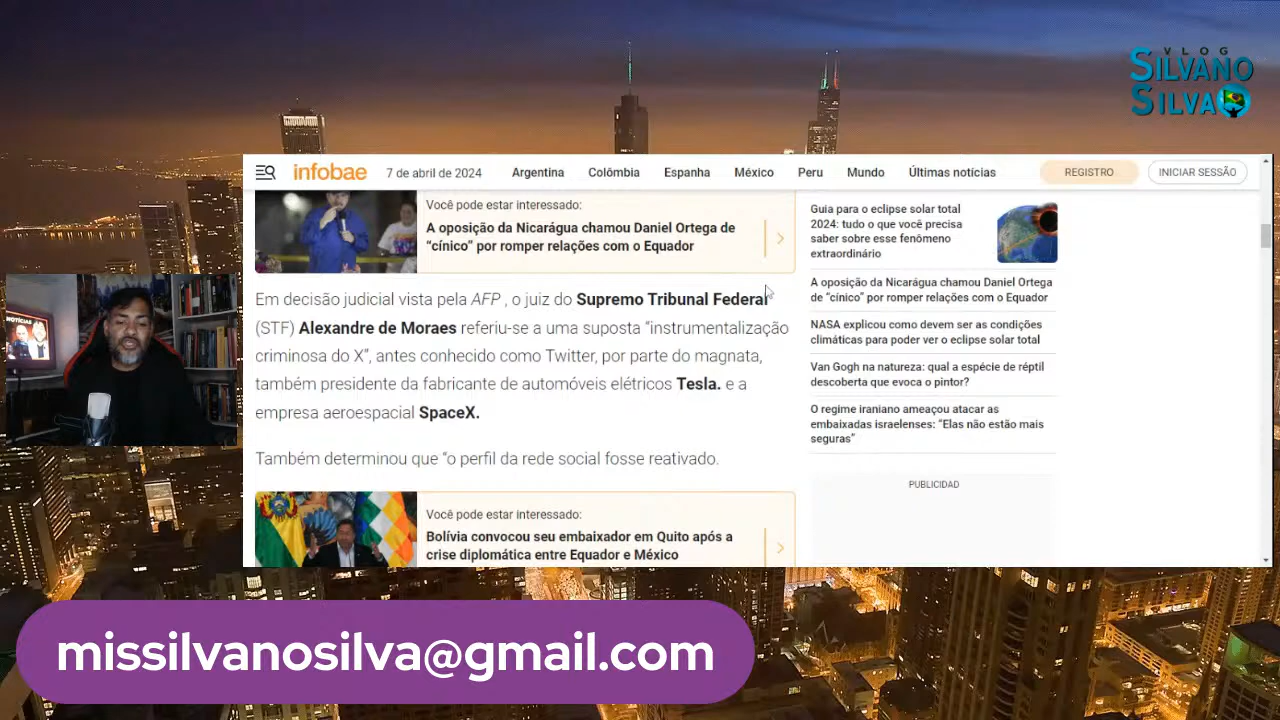 VLOG
SILVANO
SILVA
infobae
7 de abril de 2024
Argentina
Colômbia
Espanha
México
Peru
Mundo
Últimas notícias
REGISTRO
INICIAR SESSÃO
Você pode estar interessado:
A oposição da Nicarágua chamou Daniel Ortega de
“cínico” por romper relações com o Equador
Em decisão judicial vista pela AFP , o juiz do Supremo Tribunal Federal
(STF) Alexandre de Moraes referiu-se a uma suposta “instrumentalização
criminosa do X”, antes conhecido como Twitter, por parte do magnata,
também presidente da fabricante de automóveis elétricos Tesla. e a
empresa aeroespacial SpaceX.
Também determinou que “o perfil da rede social fosse reativado.
Você pode estar interessado:
Bolívia convocou seu embaixador em Quito após a
crise diplomática entre Equador e México
Guia para o eclipse solar total
2024: tudo o que você precisa
saber sobre esse fenômeno
extraordinário
A oposição da Nicarágua chamou Daniel Ortega
de “cínico” por romper relações com o Equador
NASA explicou como devem ser as condições
climáticas para poder ver o eclipse solar total
Van Gogh na natureza: qual a espécie de réptil
descoberta que evoca o pintor?
O regime iraniano ameaçou atacar as
embaixadas israelenses: “Elas não estão mais
seguras”
PUBLICIDAD
NOTÍCIAS
missilvanosilva@gmail.com